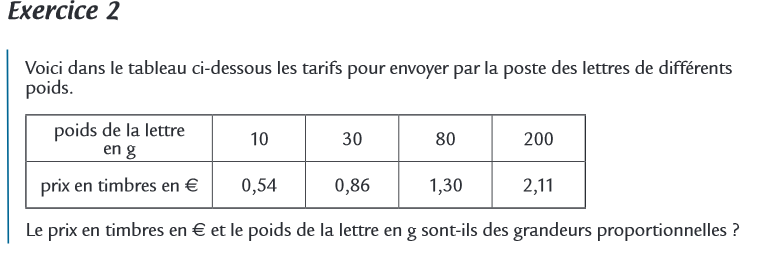 Exercice 2
Voici dans le tableau ci-dessous les tarifs pour envoyer par la poste des lettres de différents
poids.
poids de la lettre
en g
10 30 80 200
prix en timbres en € 0,54 0,86 1,30 2,11
Le prix en timbres en € et le poids de la lettre en g sont-ils des grandeurs proportionnelles ?